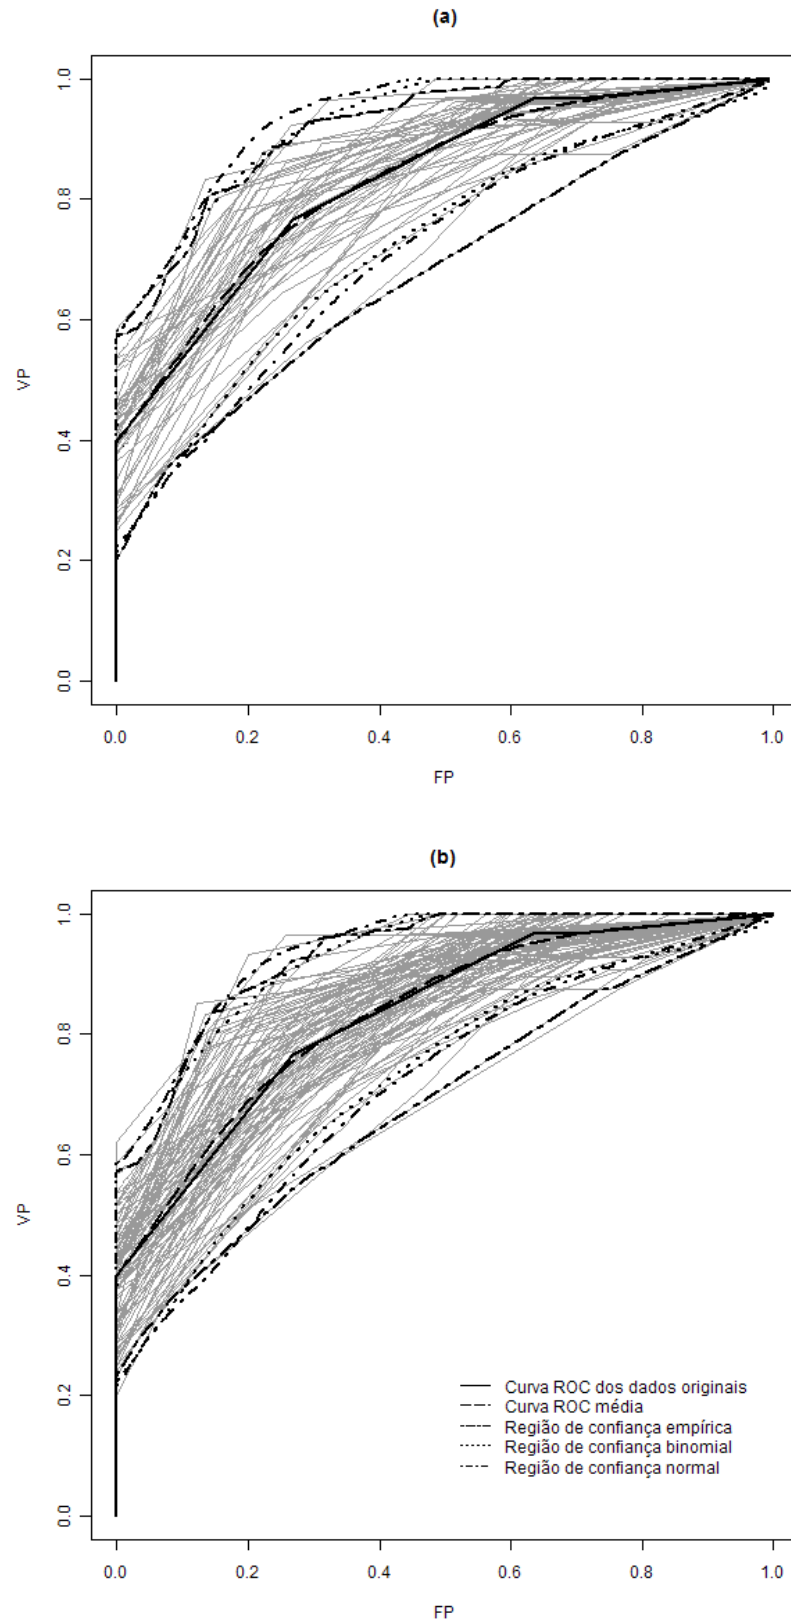 (a)
1.0
0.8
0.6
0.4
0.2
0.0
VP
0.0 0.2 0.4 0.6 0.8 1.0
FP
(b)
1.0
0.8
0.6
0.4
0.2
0.0
VP
Curva ROC dos dados originais
Curva ROC média
Região de confiança empírica
Região de confiança binomial
Região de confiança normal
0.0 0.2 0.4 0.6 0.8 1.0
FP